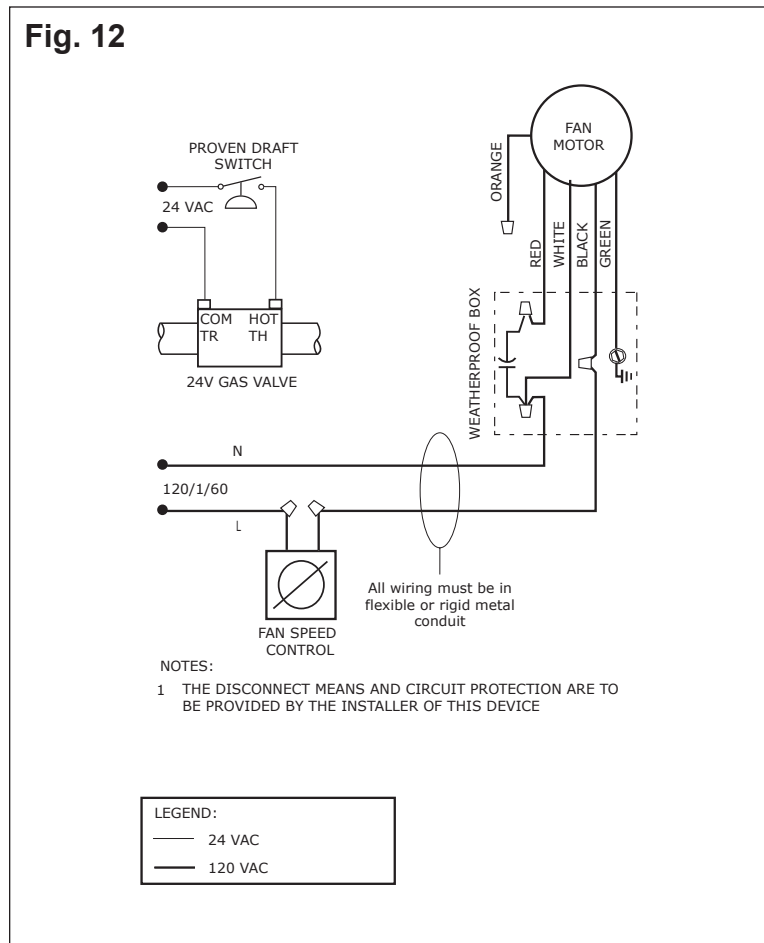 Fig. 12
FAN
MOTOR
PROVEN DRAFT
SWITCH
24 VAC
ORANGE
RED
WHITE
BLACK
GREEN
WEATHERPROOF BOX
COM HOT
TR TH
24V GAS VALVE
N
120/1/60
L
All wiring must be in
flexible or rigid metal
conduit
FAN SPEED
CONTROL
NOTES:
1 THE DISCONNECT MEANS AND CIRCUIT PROTECTION ARE TO
BE PROVIDED BY THE INSTALLER OF THIS DEVICE
LEGEND:
24 VAC
120 VAC